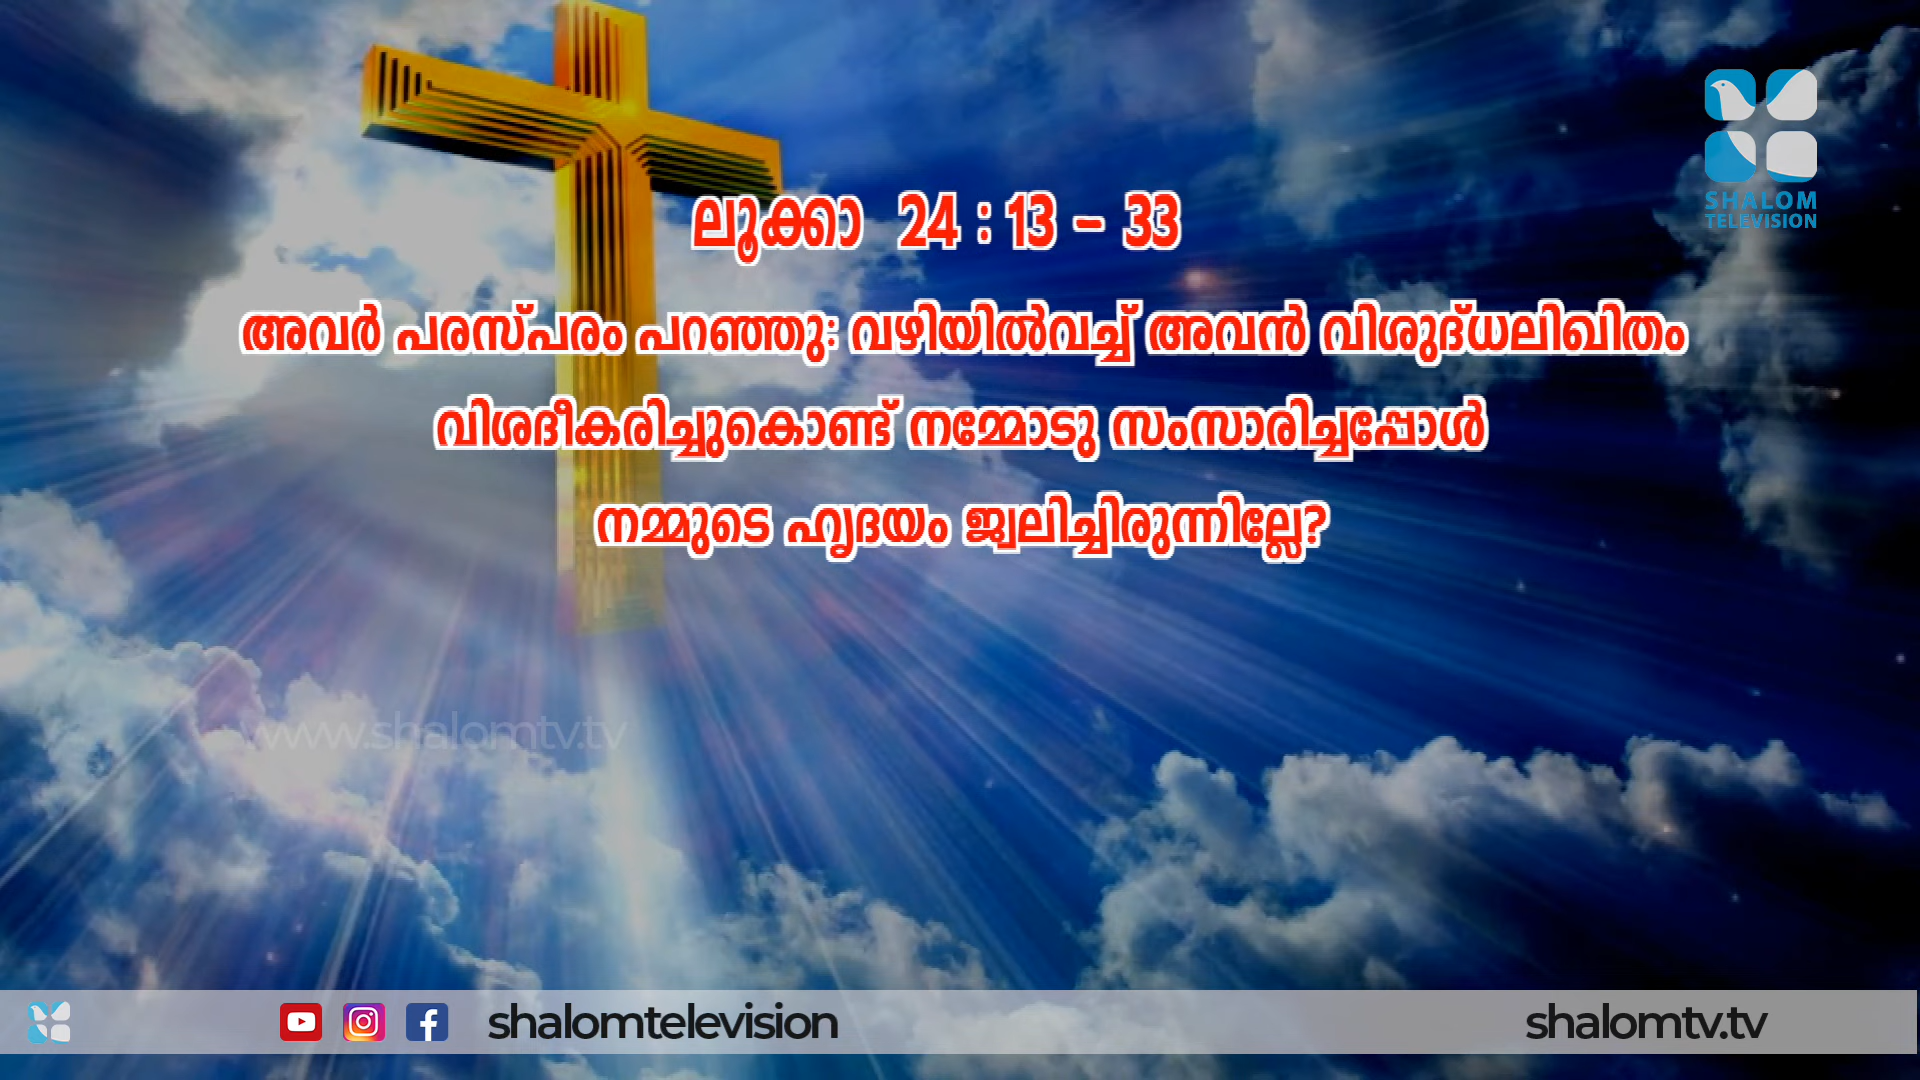 SHALOM
TELEVISION
ലൂക്കാ 24 : 13 - 33
അവർ പരസ്പരം പറഞ്ഞു: വഴിയിൽവച്ച് അവൻ വിശുദ്ധലിഖിതം
വിശദീകരിച്ചുകൊണ്ട് നമ്മോടു സംസാരിച്ചപ്പോൾ
നമ്മുടെ ഹൃദയം ജ്വലിച്ചിരുന്നില്ലേ?
www.shalomtv.tv
shalomtelevision
shalomtv.tv